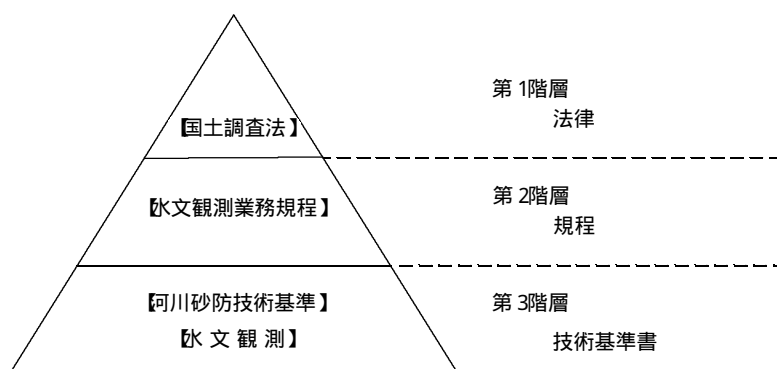 第1階層
法律
【国土調査法】
第2階層
【水文観測業務規程】
規程
【河川砂防技術基準】
第3階層
【水文観測】
技術基準書